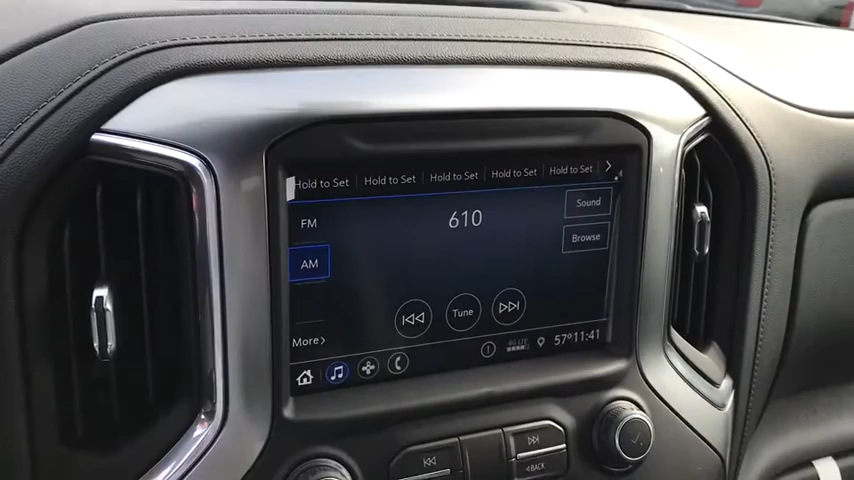 Hold to Set Hold to Set Hold to Set Hold to Set Hold to Set
FM 610 Sound
AM Browse
Tune
More
4G LTE 57° 11:41
BACK